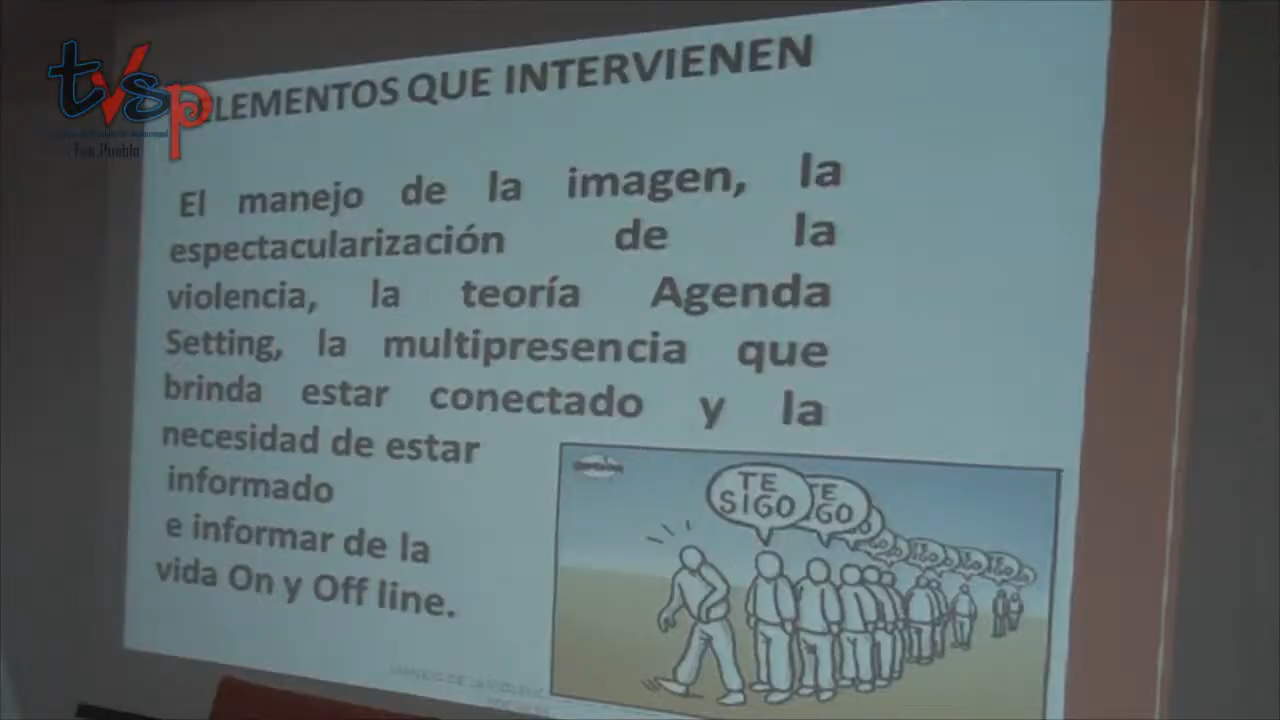 tvsp
Tve Puebla
ELEMENTOS QUE INTERVIENEN
El manejo de la imagen, la
espectacularización de la
violencia, la teoría Agenda
Setting, la multipresencia que
brinda estar conectado y la
necesidad de estar
informado
e informar de la
vida On y Off line.
TE
SIGO
TE
SIGO